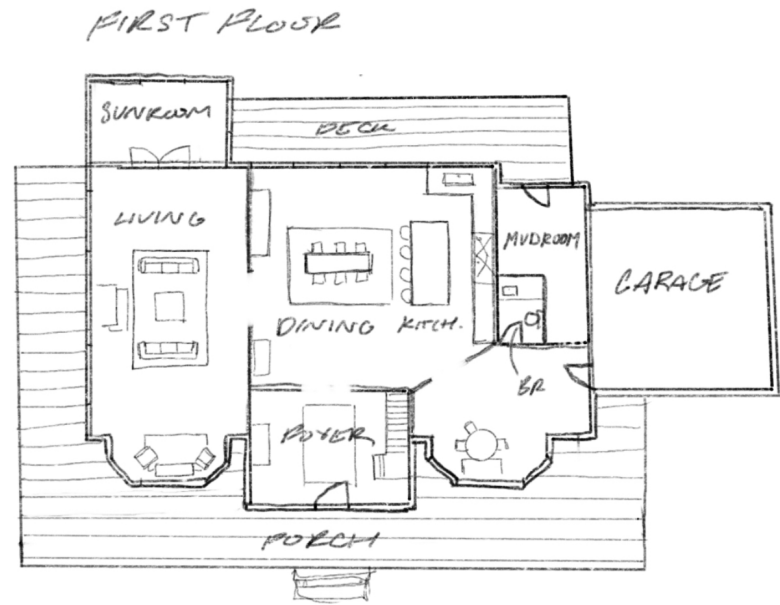 FIRST FLOOR
SUNROOM
DECK
LIVING
MUDROOM
GARAGE
DINING
KITCH.
BR
FOYER
PORCH